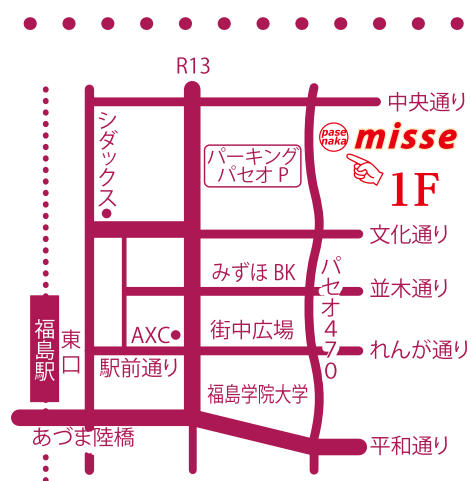 R13
中央通り
シダックス
pase
naka
misse
1F
パーキング
パセオ P
文化通り
みずほ BK
パセオ470
並木通り
福島駅
東口
AXC
街中広場
れんが通り
駅前通り
福島学院大学
あづま陸橋
平和通り